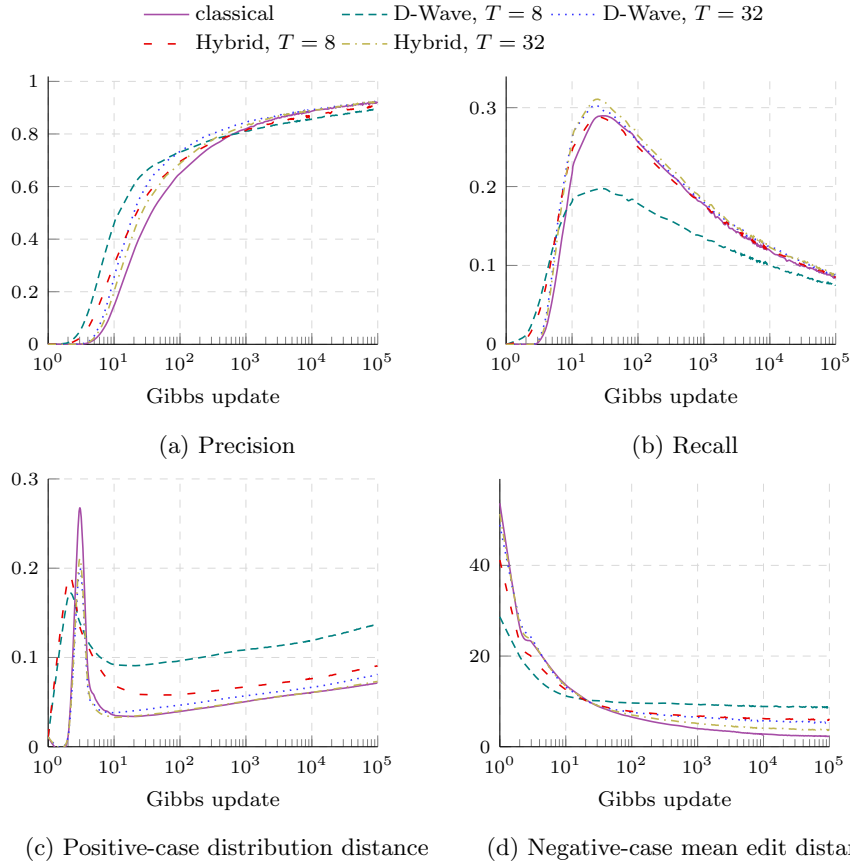 classical D-Wave, T = 8 D-Wave, T = 32
Hybrid, T = 8 Hybrid, T = 32
1
0.8
0.6
0.4
0.2
0
10^0 10^1 10^2 10^3 10^4 10^5
Gibbs update
(a) Precision
0.3
0.2
0.1
0
10^0 10^1 10^2 10^3 10^4 10^5
Gibbs update
(b) Recall
0.3
0.2
0.1
0
10^0 10^1 10^2 10^3 10^4 10^5
Gibbs update
(c) Positive-case distribution distance
40
20
0
10^0 10^1 10^2 10^3 10^4 10^5
Gibbs update
(d) Negative-case mean edit distan